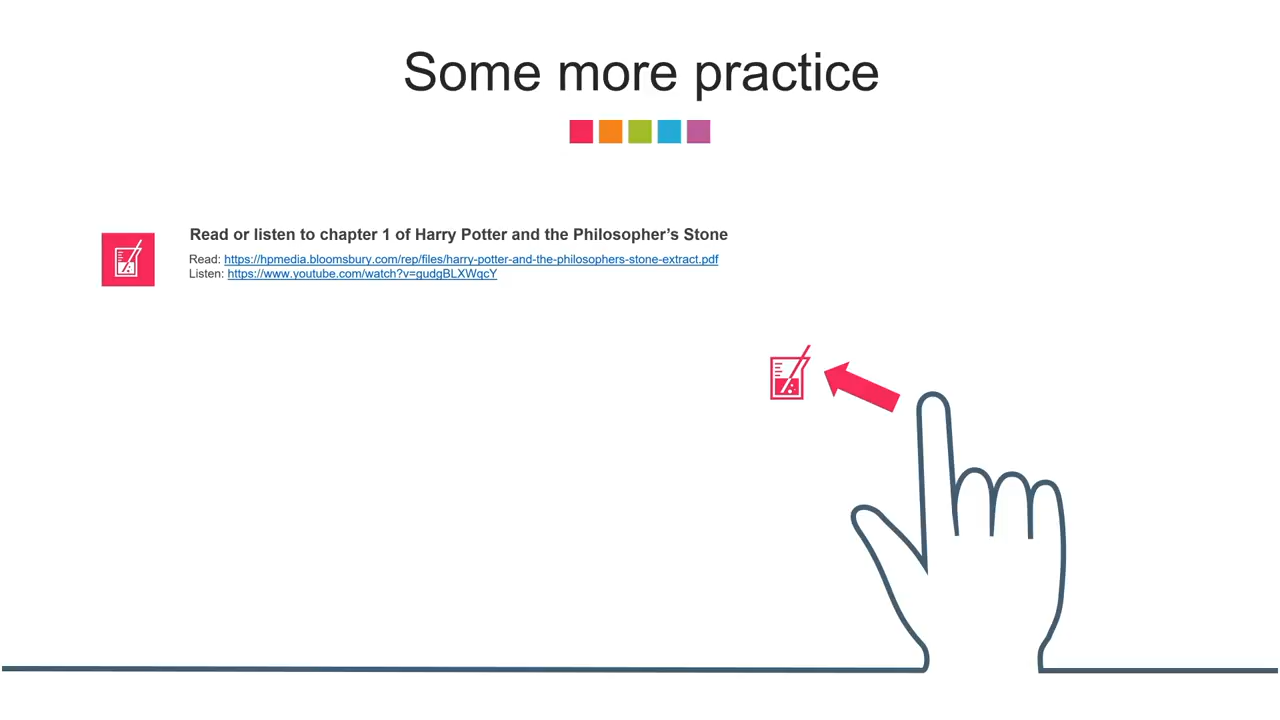 Some more practice
Read or listen to chapter 1 of Harry Potter and the Philosopher’s Stone
Read: https://hpmedia.bloomsbury.com/rep/files/harry-potter-and-the-philosophers-stone-extract.pdf
Listen: https://www.youtube.com/watch?v=gudgBLXWqcY